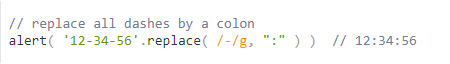 // replace all dashes by a colon
alert( '12-34-56'.replace( /-/g, ":" ) )  // 12:34:56